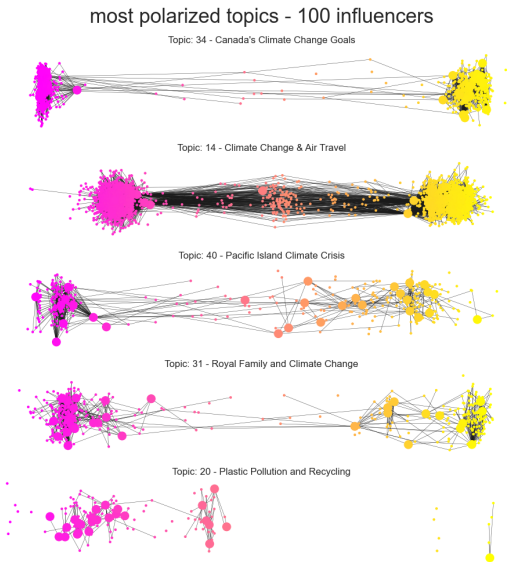 most polarized topics - 100 influencers
Topic: 34 - Canada's Climate Change Goals
Topic: 14 - Climate Change & Air Travel
Topic: 40 - Pacific Island Climate Crisis
Topic: 31 - Royal Family and Climate Change
Topic: 20 - Plastic Pollution and Recycling